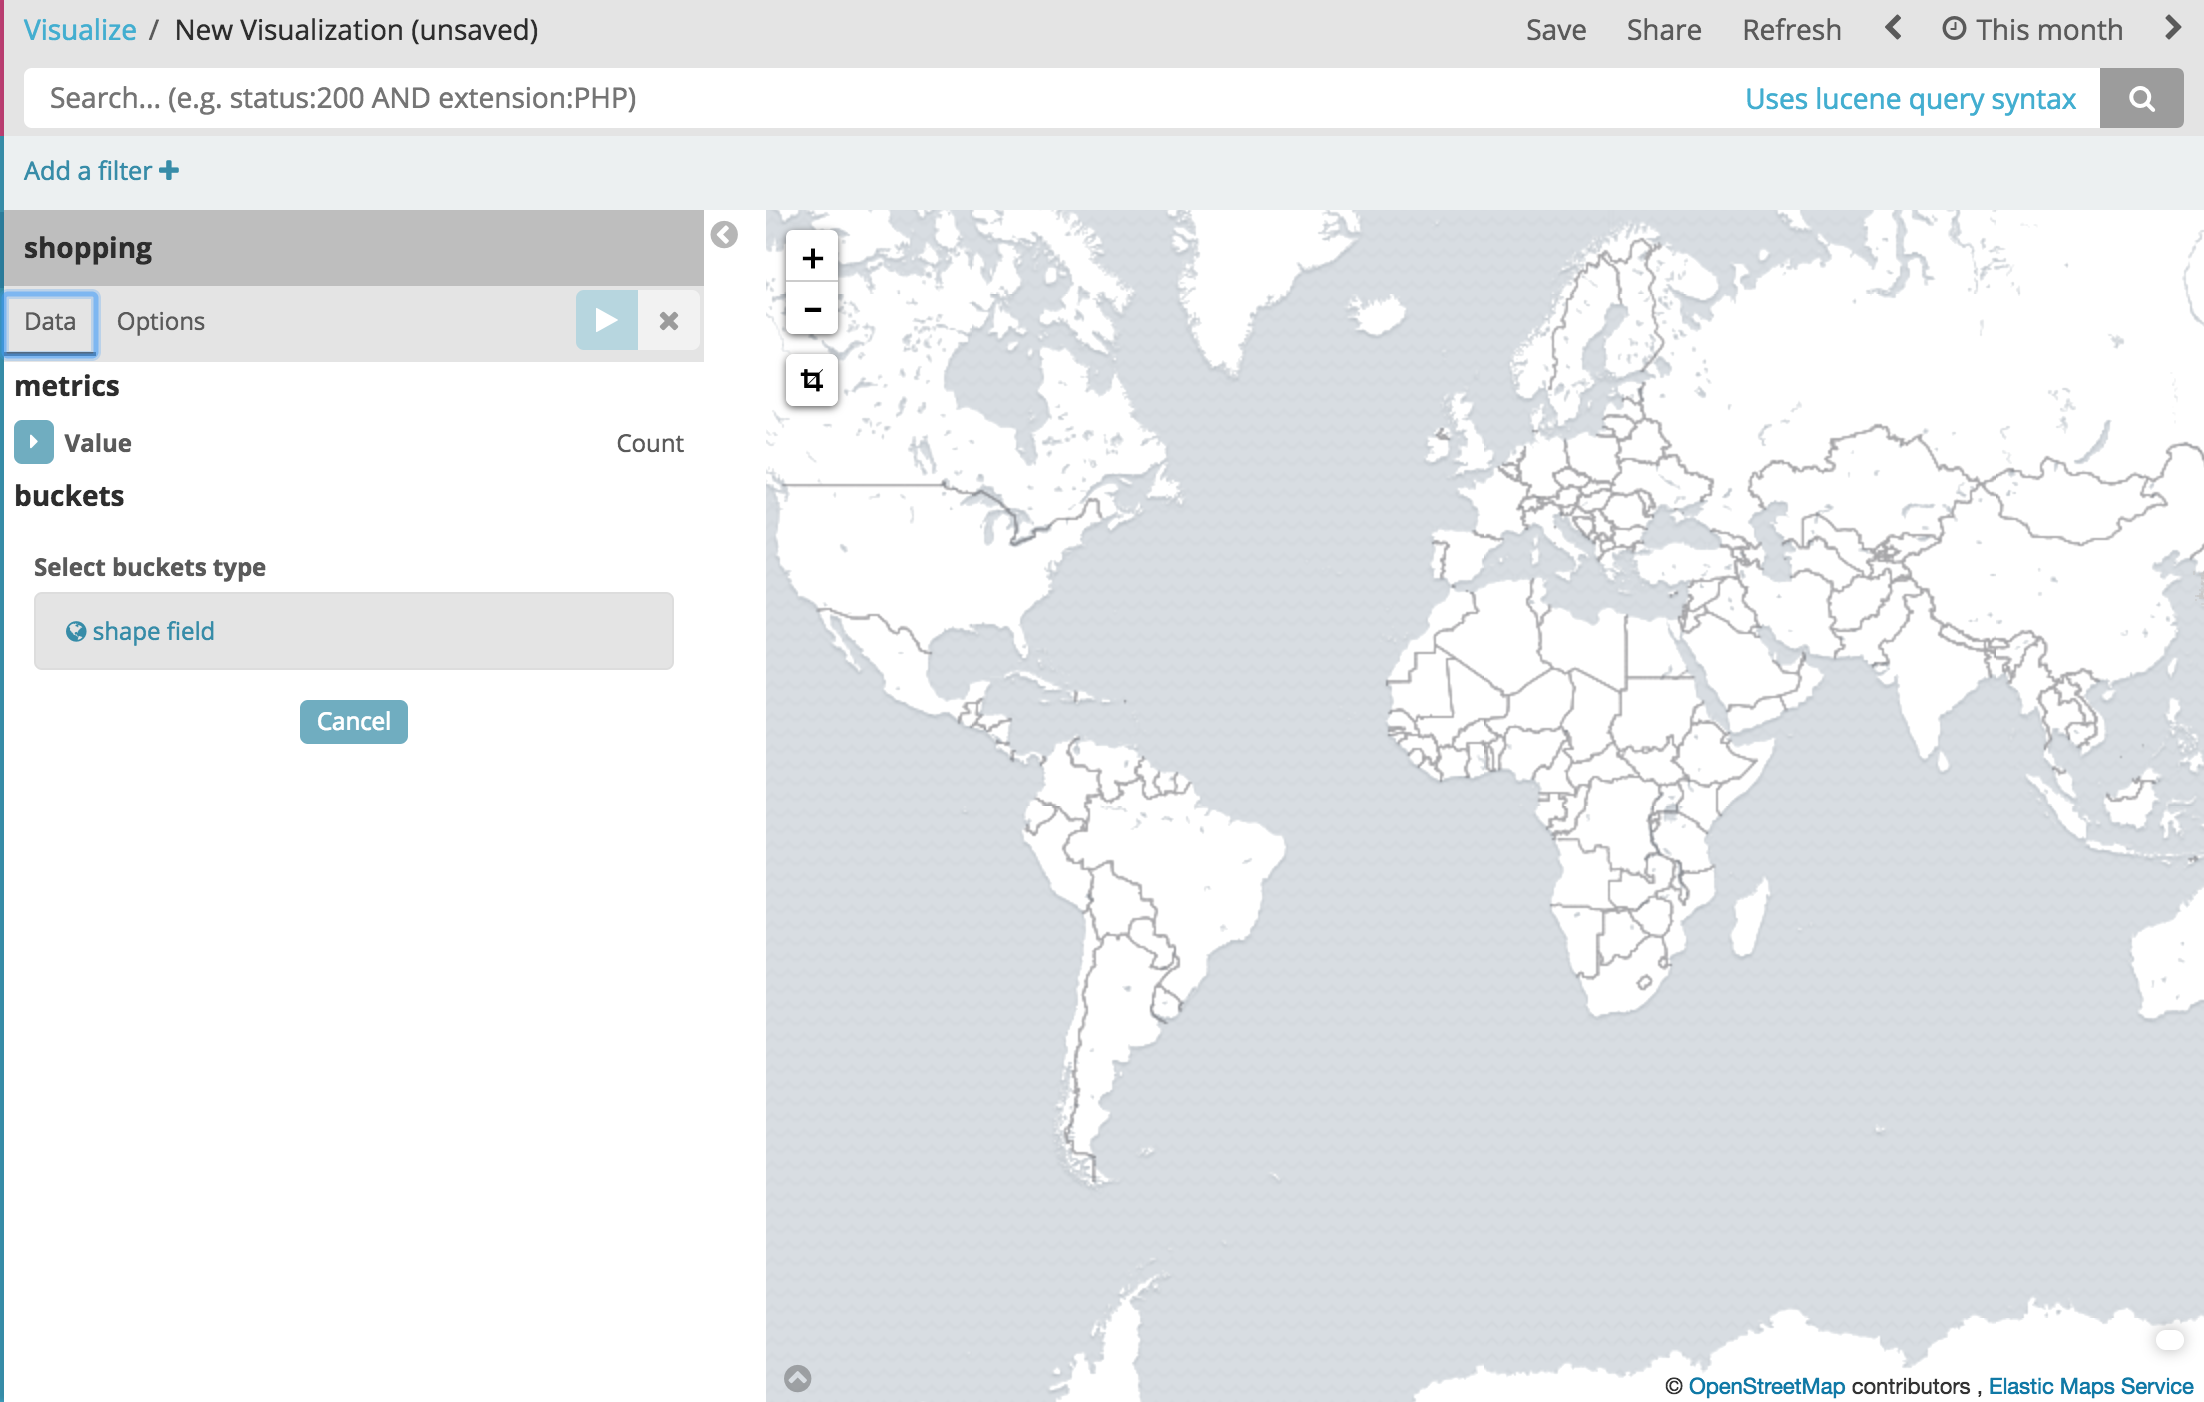 Visualize / New Visualization (unsaved)
Save Share Refresh This month
Search... (e.g. status:200 AND extension:PHP)
Uses lucene query syntax
Add a filter
shopping
Data Options
metrics
Value Count
buckets
Select buckets type
shape field
Cancel
© OpenStreetMap contributors , Elastic Maps Service